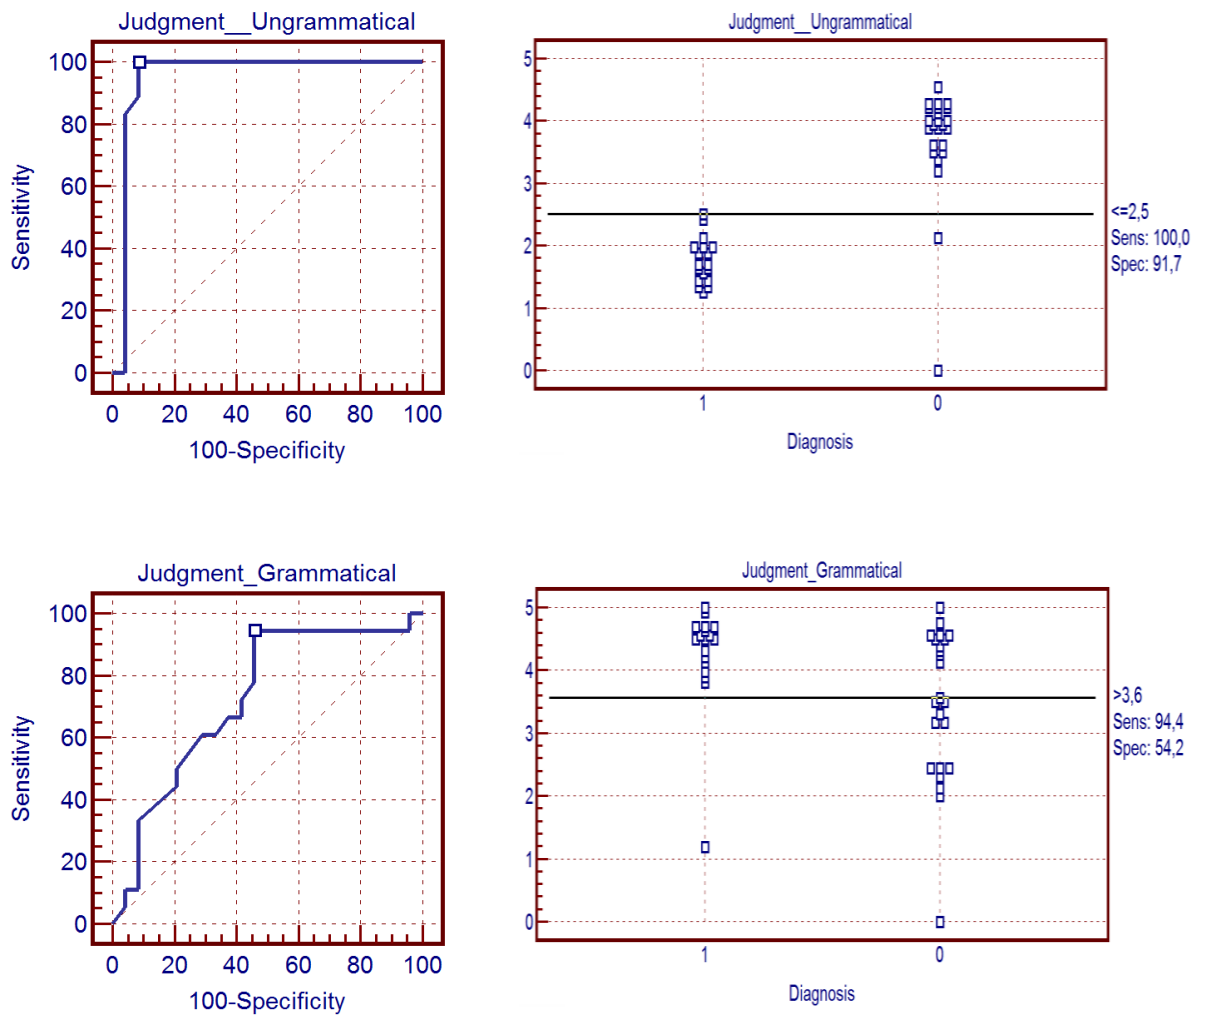 Judgment__Ungrammatical
100
80
60
40
20
0
Sensitivity
0 20 40 60 80 100
100-Specificity
Judgment__Ungrammatical
5
4
3
2
1
0
<=2,5
Sens: 100,0
Spec: 91,7
1 0
Diagnosis
Judgment_Grammatical
100
80
60
40
20
0
Sensitivity
0 20 40 60 80 100
100-Specificity
Judgment_Grammatical
5
4
3
2
1
0
>3,6
Sens: 94,4
Spec: 54,2
1 0
Diagnosis